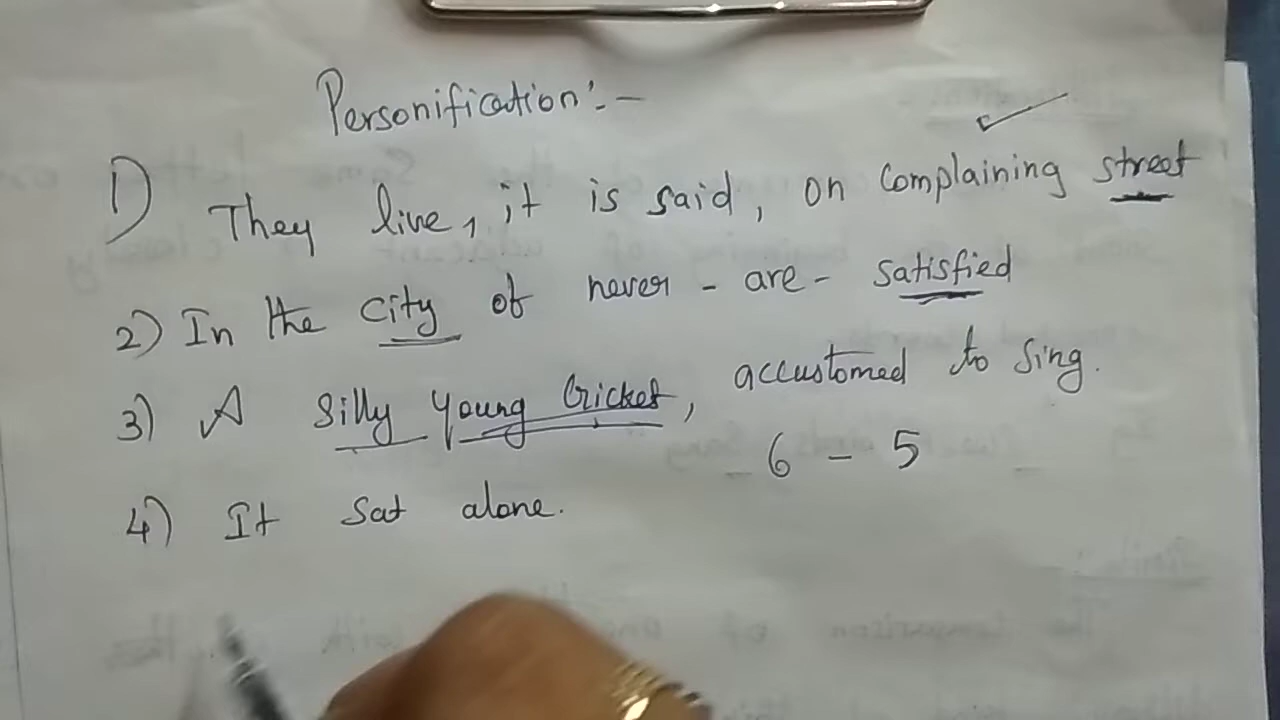 Personification:-
1) They live, it is said, on complaining street
2) In the city of never - are - satisfied
3) A silly young Cricket, accustomed to sing.
6 - 5
4) It sat alone.